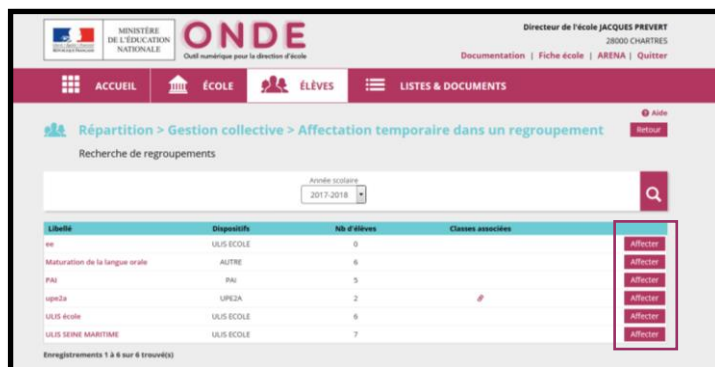 MINISTÈRE
DE L'ÉDUCATION
NATIONALE
ONDE
Outil numérique pour la direction d'école
Directeur de l'école JACQUES PREVERT
28000 CHARTRES
Documentation | Fiche école | ARENA | Quitter
ACCUEIL ÉCOLE ÉLÈVES LISTES & DOCUMENTS
Aide
Répartition > Gestion collective > Affectation temporaire dans un regroupement
Retour
Recherche de regroupements
Année scolaire
2017-2018
Libellé Dispositifs Nb d'élèves Classes associées
ee ULIS ECOLE 0 Affecter
Maturation de la langue orale AUTRE 6 Affecter
PAI PAI 5 Affecter
upe2a UPE2A 2 Affecter
ULIS école ULIS ECOLE 6 Affecter
ULIS SEINE MARITIME ULIS ECOLE 7 Affecter
Enregistrements 1 à 6 sur 6 trouvé(s)